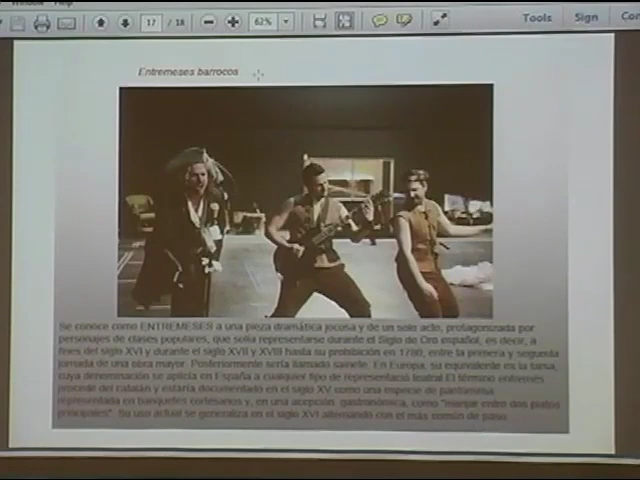 Window Help
17 / 18
62%
Tools
Sign
Entremeses barrocos
Se conoce como ENTREMESES a una pieza dramática jocosa y de un solo acto, protagonizada por
personajes de clases populares, que solía representarse durante el Siglo de Oro español, es decir, a
fines del siglo XVI y durante el siglo XVII y XVIII hasta su prohibición en 1780, entre la primera y segunda
jornada de una obra mayor. Posteriormente sería llamado sainete. En Europa, su equivalente es la farsa,
cuya denominación se aplicía en España a cualquier tipo de representació teatral.El término entremés
procede del catalán y estaría documentado en el siglo XV como una especie de pantomima
representada en banquetes cortesanos y, en una acepción gastronómica, como "manjar entre dos platos
principales". Su uso actual se generaliza en el siglo XVI alternando con el más común de paso.